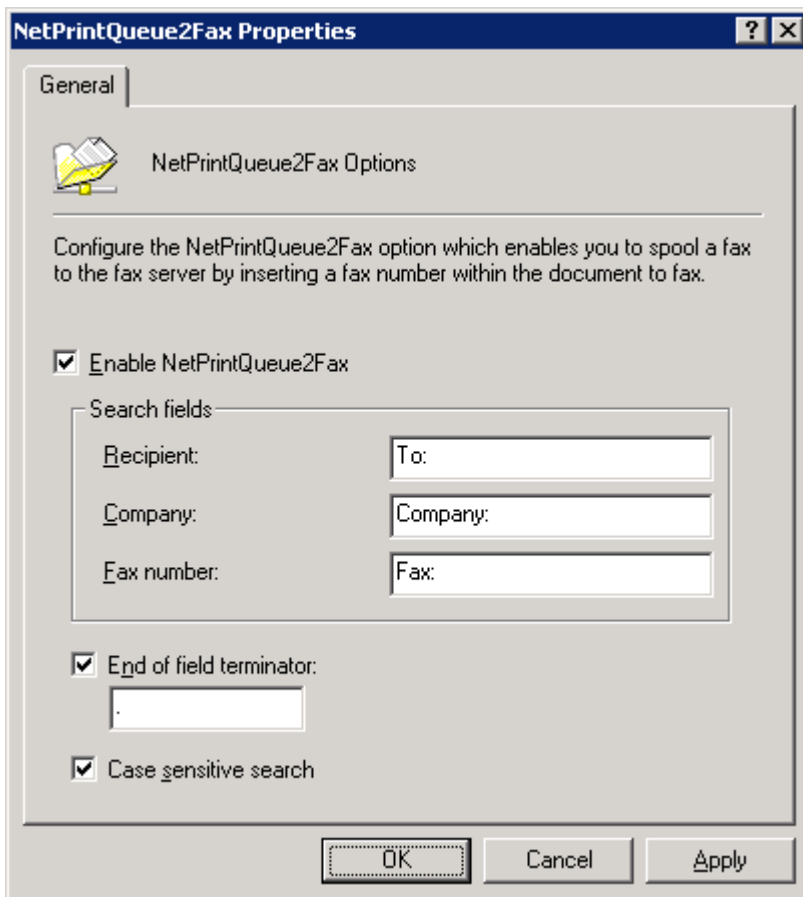 NetPrintQueue2Fax Properties
General
NetPrintQueue2Fax Options
Configure the NetPrintQueue2Fax option which enables you to spool a fax
to the fax server by inserting a fax number within the document to fax.
Enable NetPrintQueue2Fax
Search fields
Recipient: To:
Company: Company:
Fax number: Fax:
End of field terminator:
.
Case sensitive search
OK Cancel Apply